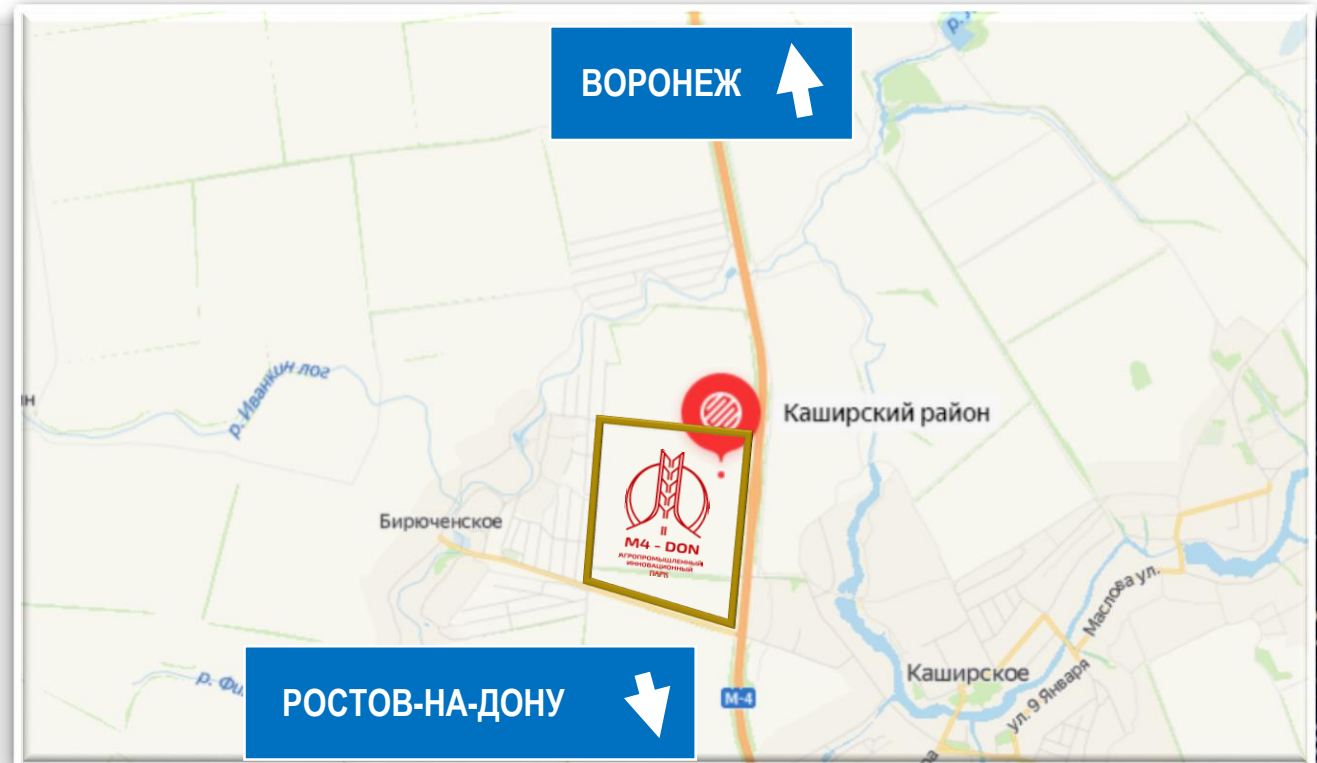 р.
ВОРОНЕЖ
р. Иванкин лог
Каширский район
Бирюченское
II
M4 - DON
АГРОПРОМЫШЛЕННЫЙ
ИННОВАЦИОННЫЙ
ПАРК
Маслова ул.
Каширское
р.
РОСТОВ-НА-ДОНУ
М-4
ул. 9 Января